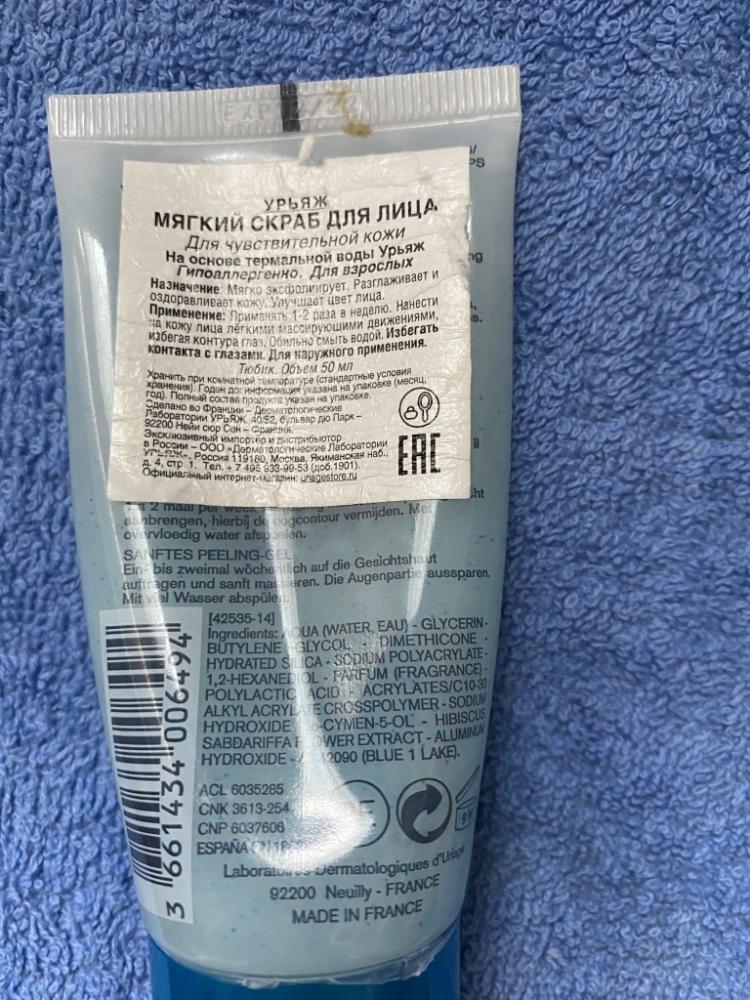 EXP
УРЬЯЖ
МЯГКИЙ СКРАБ ДЛЯ ЛИЦА
Для чувствительной кожи
На основе термальной воды Урьяж
Гипоаллергенно. Для взрослых
Назначение: Мягко эксфолиирует. Разглаживает и
оздоравливает кожу. Улучшает цвет лица.
Применение: Применять 1-2 раза в неделю. Нанести
на кожу лица лёгкими массирующими движениями,
избегая контура глаз. Обильно смыть водой. Избегать
контакта с глазами. Для наружного применения.
Тюбик. Объем 50 мл
Хранить при комнатной температуре (стандартные условия
хранения). Годен до: информация указана на упаковке (месяц,
год). Полный состав продукта указан на упаковке.
Сделано во Франции – Дерматологические
Лаборатории УРЬЯЖ, 40/52, бульвар дю Парк –
92200 Нейи сюр Сен – Франция.
Эксклюзивный импортёр и дистрибьютор
в России – ООО «Дерматологические Лаборатории
УРЬЯЖ», Россия 119180, Москва, Якиманская наб.,
д. 4, стр. 1. Тел. + 7 495 933-99-53 (доб.1901).
Официальный интернет-магазин: uriagestore.ru
EAC
2 maal per
aanbrengen, hierbij de oogcontour vermijden. Met
overvloedig water afspoelen.
SANFTES PEELING-GEL
Ein- bis zweimal wöchentlich auf die Gesichtshaut
auftragen und sanft massieren. Die Augenpartie aussparen.
Mit viel Wasser abspülen.
[42535-14]
Ingredients: AQUA (WATER, EAU) - GLYCERIN -
BUTYLENE GLYCOL - DIMETHICONE -
HYDRATED SILICA - SODIUM POLYACRYLATE -
1,2-HEXANEDIOL - PARFUM (FRAGRANCE) -
POLYLACTIC ACID - ACRYLATES/C10-30
ALKYL ACRYLATE CROSSPOLYMER - SODIUM
HYDROXIDE - o-CYMEN-5-OL - HIBISCUS
SABDARIFFA FLOWER EXTRACT - ALUMINUM
HYDROXIDE - 42090 (BLUE 1 LAKE).
ACL 6035285
CNK 3613-254
CNP 6037606
ESPAÑA
9 M
Laboratoires Dermatologiques d'Uriage
92200 Neuilly - FRANCE
MADE IN FRANCE
3 661434 006494